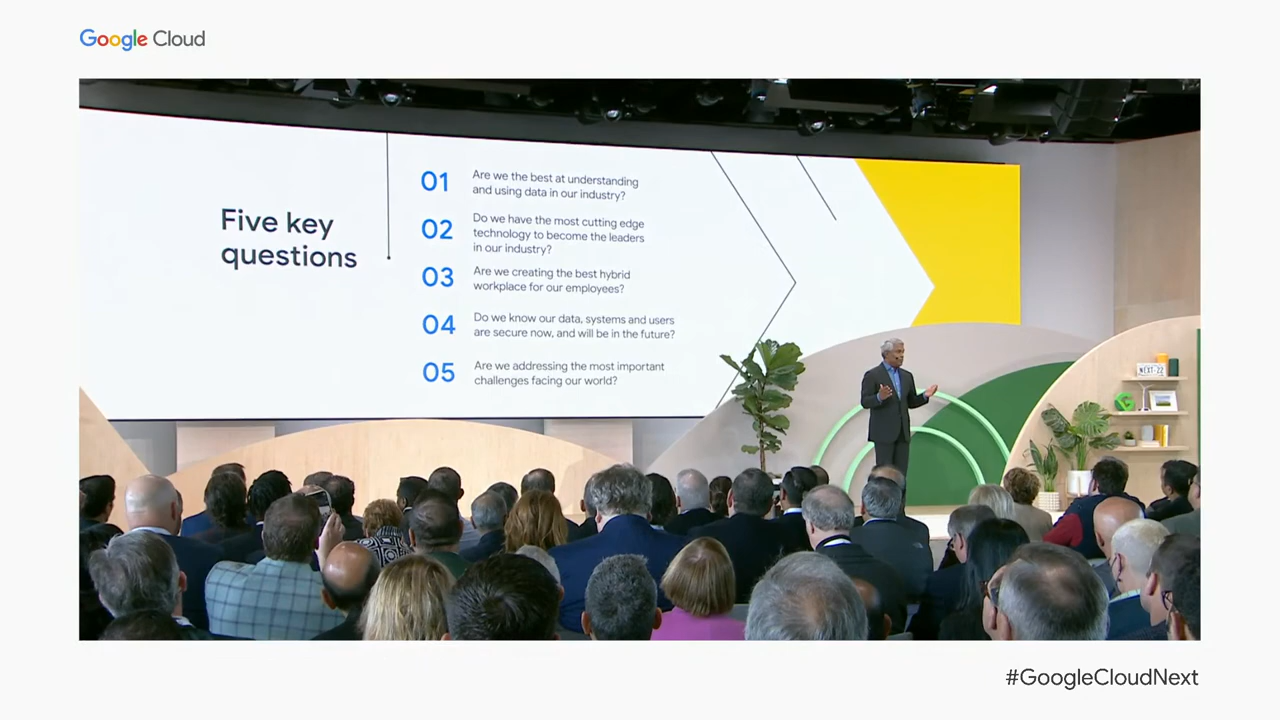 Google Cloud
Five key
questions
01
Are we the best at understanding
and using data in our industry?
02
Do we have the most cutting edge
technology to become the leaders
in our industry?
03
Are we creating the best hybrid
workplace for our employees?
04
Do we know our data, systems and users
are secure now, and will be in the future?
05
Are we addressing the most important
challenges facing our world?
NEXT-22
#GoogleCloudNext